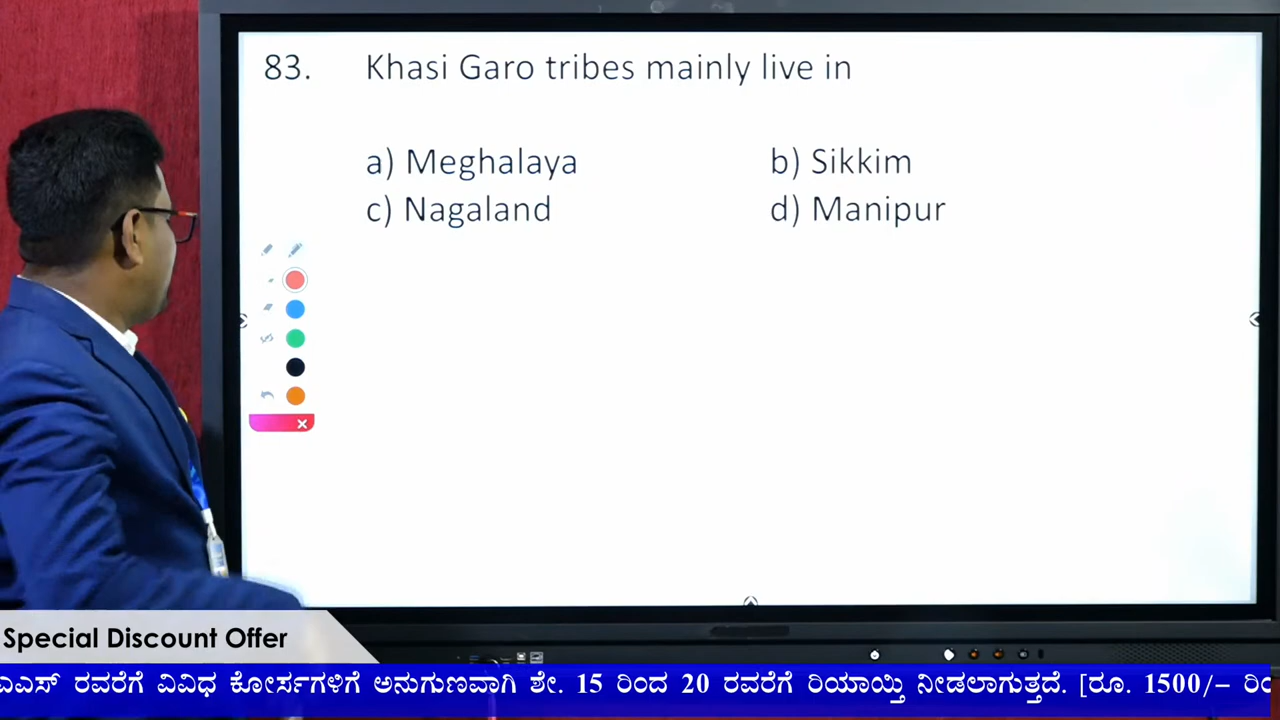 83. Khasi Garo tribes mainly live in
a) Meghalaya b) Sikkim
c) Nagaland d) Manipur
Special Discount Offer
ಎಎಸ್ ರವರೆಗೆ ವಿವಿಧ ಕೋರ್ಸಗಳಿಗೆ ಅನುಗುಣವಾಗಿ ಶೇ. 15 ರಿಂದ 20 ರವರೆಗೆ ರಿಯಾಯ್ತಿ ನೀಡಲಾಗುತ್ತದೆ. [ರೂ. 1500/-